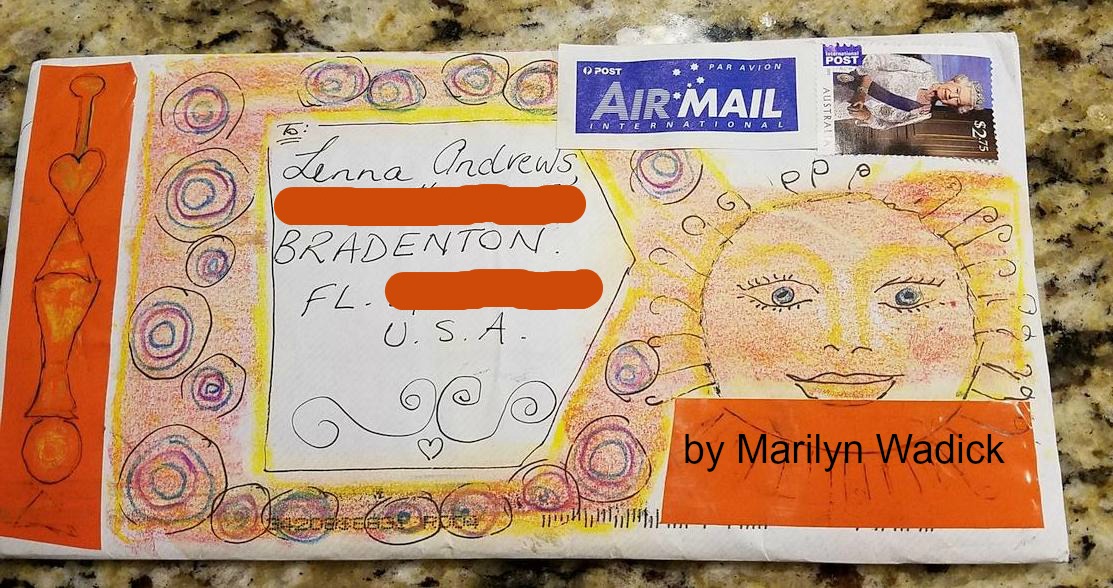 POST
PAR AVION
AIR MAIL
INTERNATIONAL
International
POST
AUSTRALIA
$2.75
To:
Lenna Andrews,
BRADENTON.
FL.
U.S.A.
by Marilyn Wadick